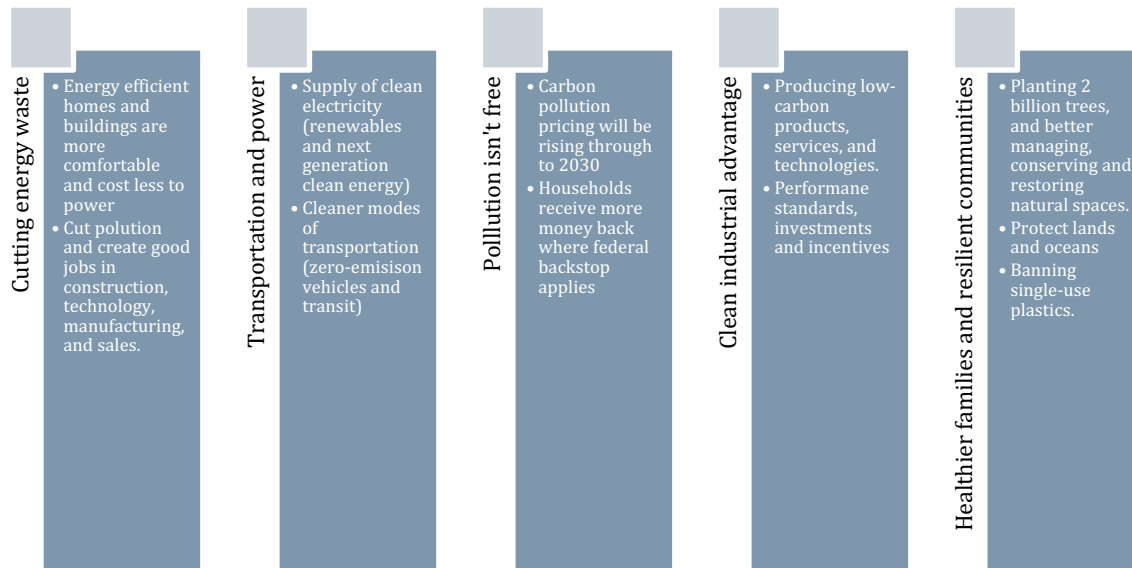 Cutting energy waste
• Energy efficient
homes and
buildings are
more
comfortable
and cost less to
power
• Cut polution
and create good
jobs in
construction,
technology,
manufacturing,
and sales.
Transportation and power
• Supply of clean
electricity
(renewables
and next
generation
clean energy)
• Cleaner modes
of
transportation
(zero-emisison
vehicles and
transit)
Polllution isn't free
• Carbon
pollution
pricing will be
rising through
to 2030
• Households
receive more
money back
where federal
backstop
applies
Clean industrial advantage
• Producing low-
carbon
products,
services, and
technologies.
• Performane
standards,
investments
and incentives
Healthier families and resilient communities
• Planting 2
billion trees,
and better
managing,
conserving and
restoring
natural spaces.
• Protect lands
and oceans
• Banning
single-use
plastics.